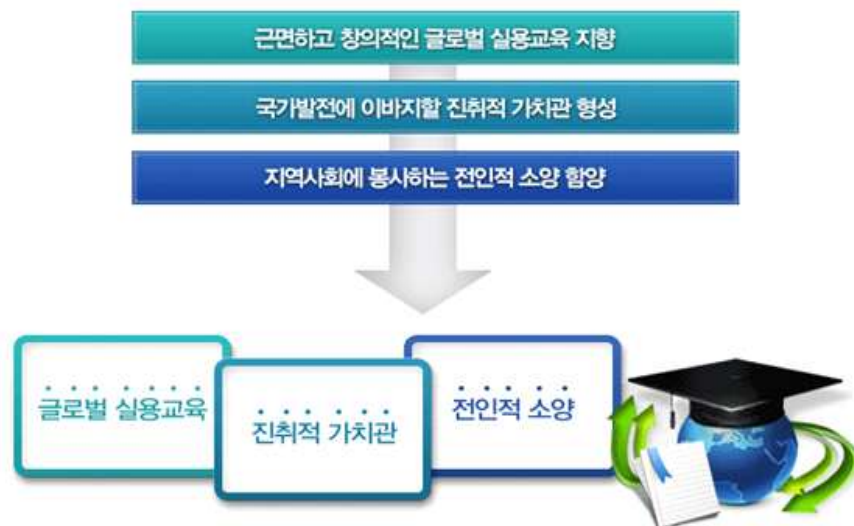 근면하고 창의적인 글로벌 실용교육 지향
국가발전에 이바지할 진취적 가치관 형성
지역사회에 봉사하는 전인적 소양 함양
글로벌 실용교육
진취적 가치관
전인적 소양